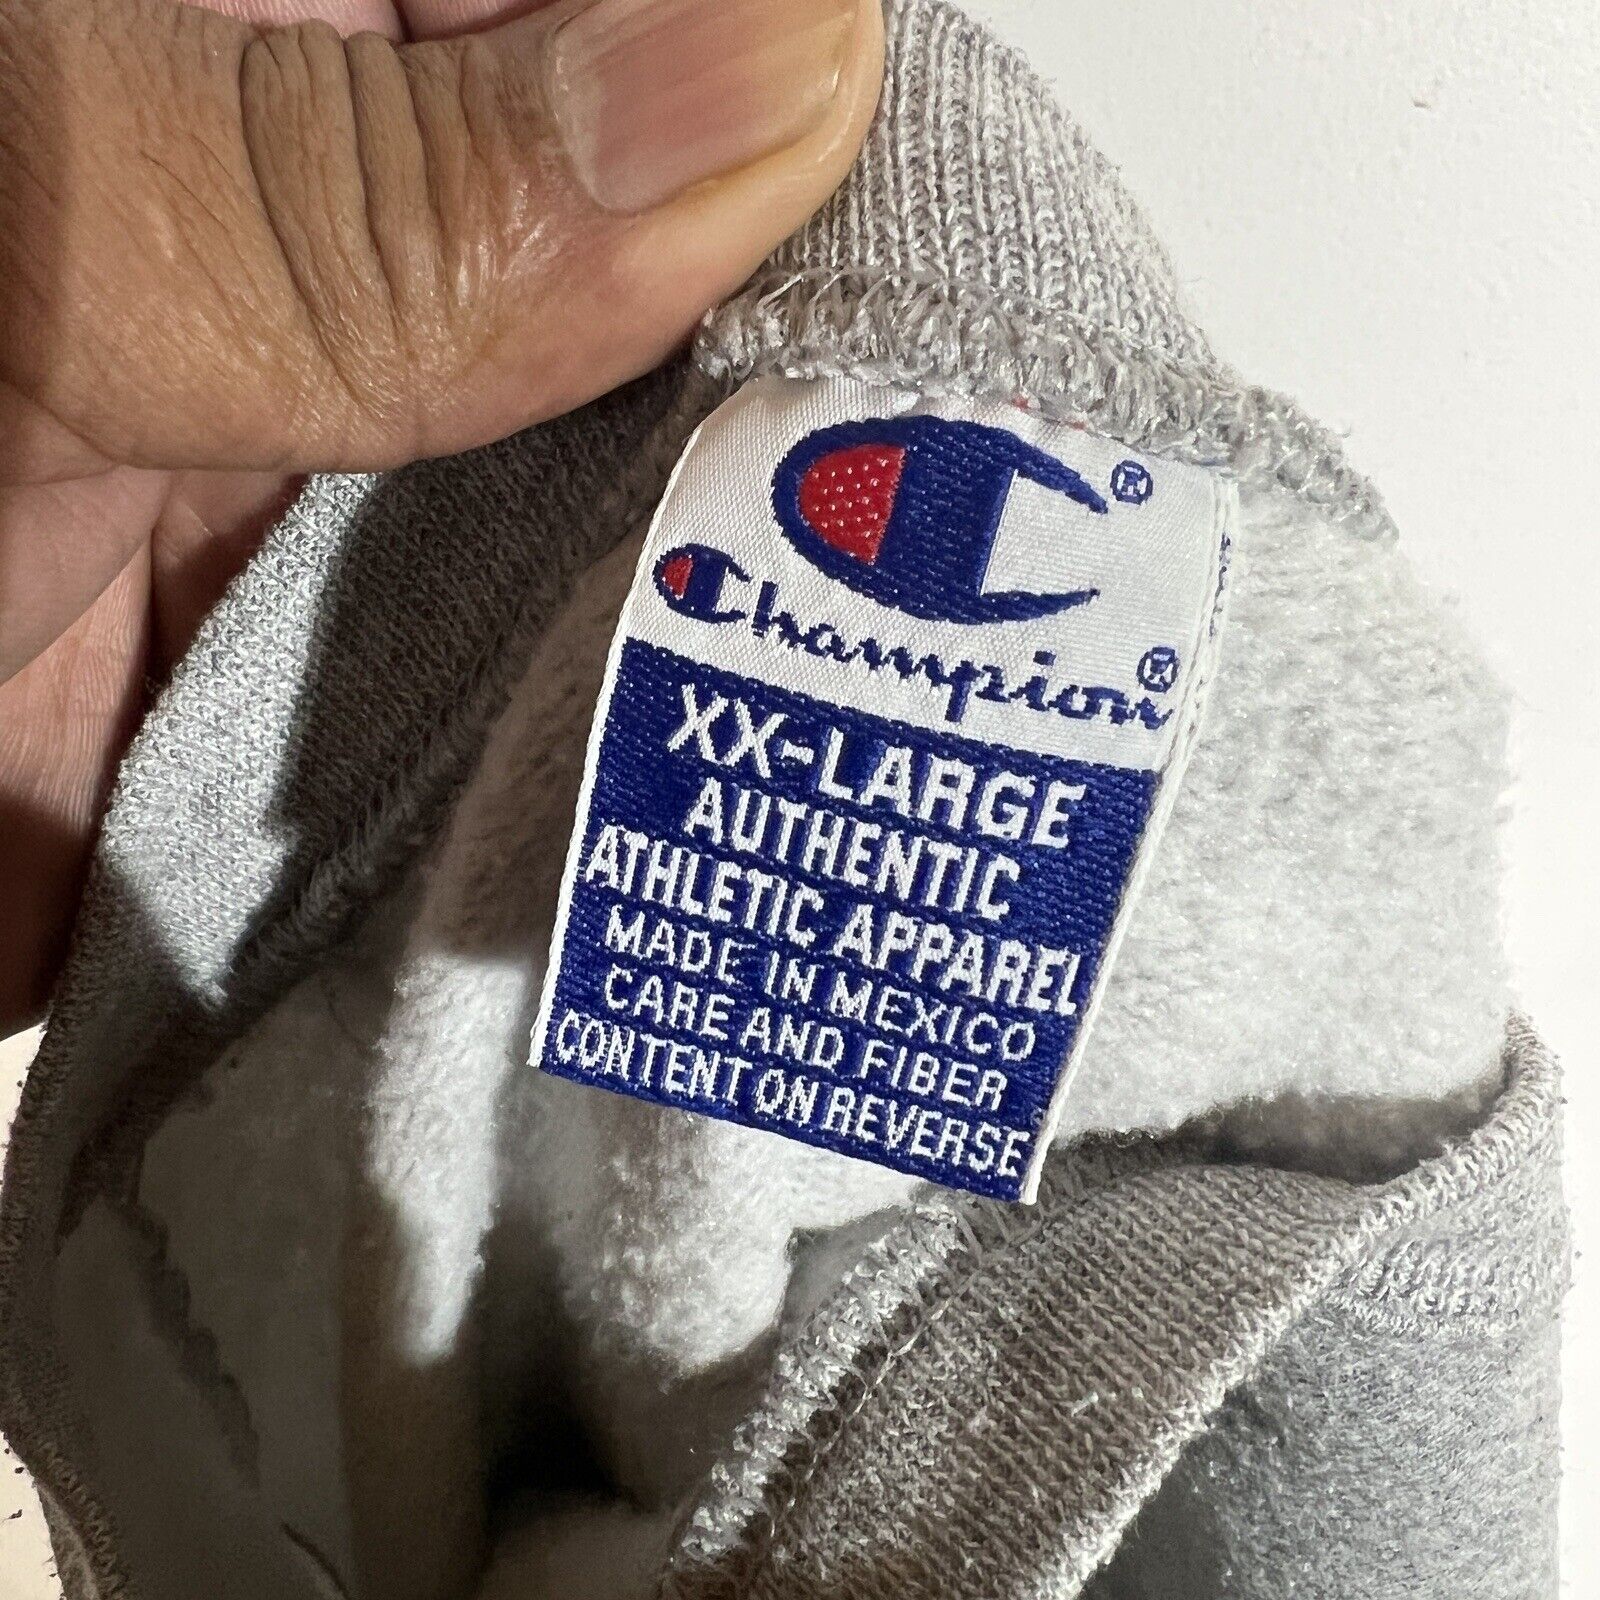 ®
Champion®
XX-LARGE
AUTHENTIC
ATHLETIC APPAREL
MADE IN MEXICO
CARE AND FIBER
CONTENT ON REVERSE